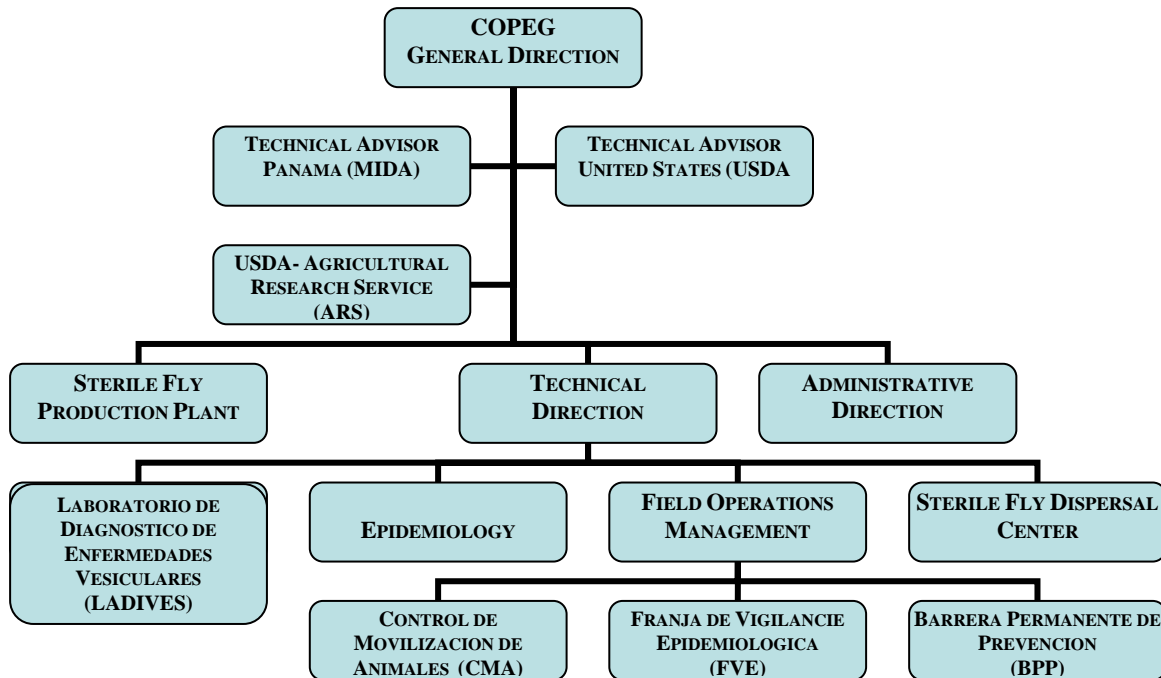 COPEG
GENERAL DIRECTION
TECHNICAL ADVISOR
PANAMA (MIDA)
TECHNICAL ADVISOR
UNITED STATES (USDA
USDA- AGRICULTURAL
RESEARCH SERVICE
(ARS)
STERILE FLY
PRODUCTION PLANT
TECHNICAL
DIRECTION
ADMINISTRATIVE
DIRECTION
LABORATORIO DE
DIAGNOSTICO DE
ENFERMEDADES
VESICULARES
(LADIVES)
EPIDEMIOLOGY
FIELD OPERATIONS
MANAGEMENT
STERILE FLY DISPERSAL
CENTER
CONTROL DE
MOVILIZACION DE
ANIMALES (CMA)
FRANJA DE VIGILANCIE
EPIDEMIOLOGICA
(FVE)
BARRERA PERMANENTE DE
PREVENCION
(BPP)